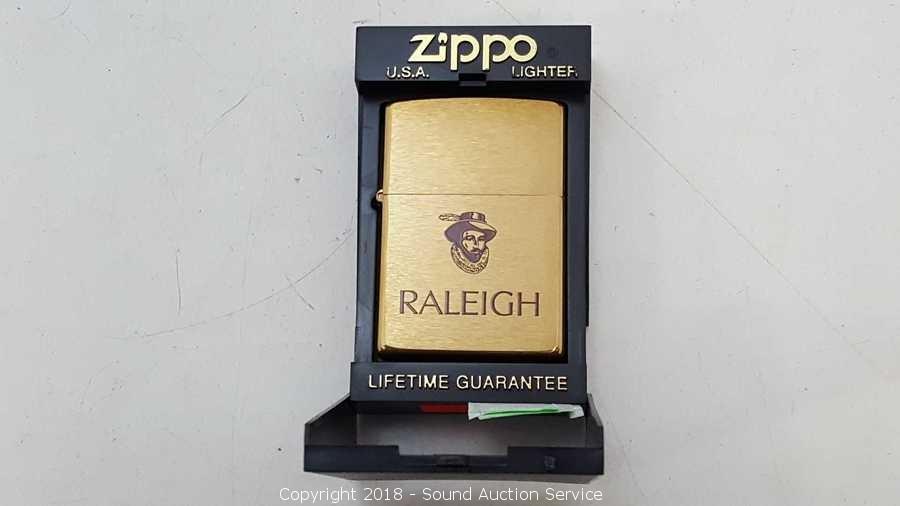 Zippo
U.S.A. LIGHTER
RALEIGH
LIFETIME GUARANTEE
Copyright 2018 - Sound Auction Service